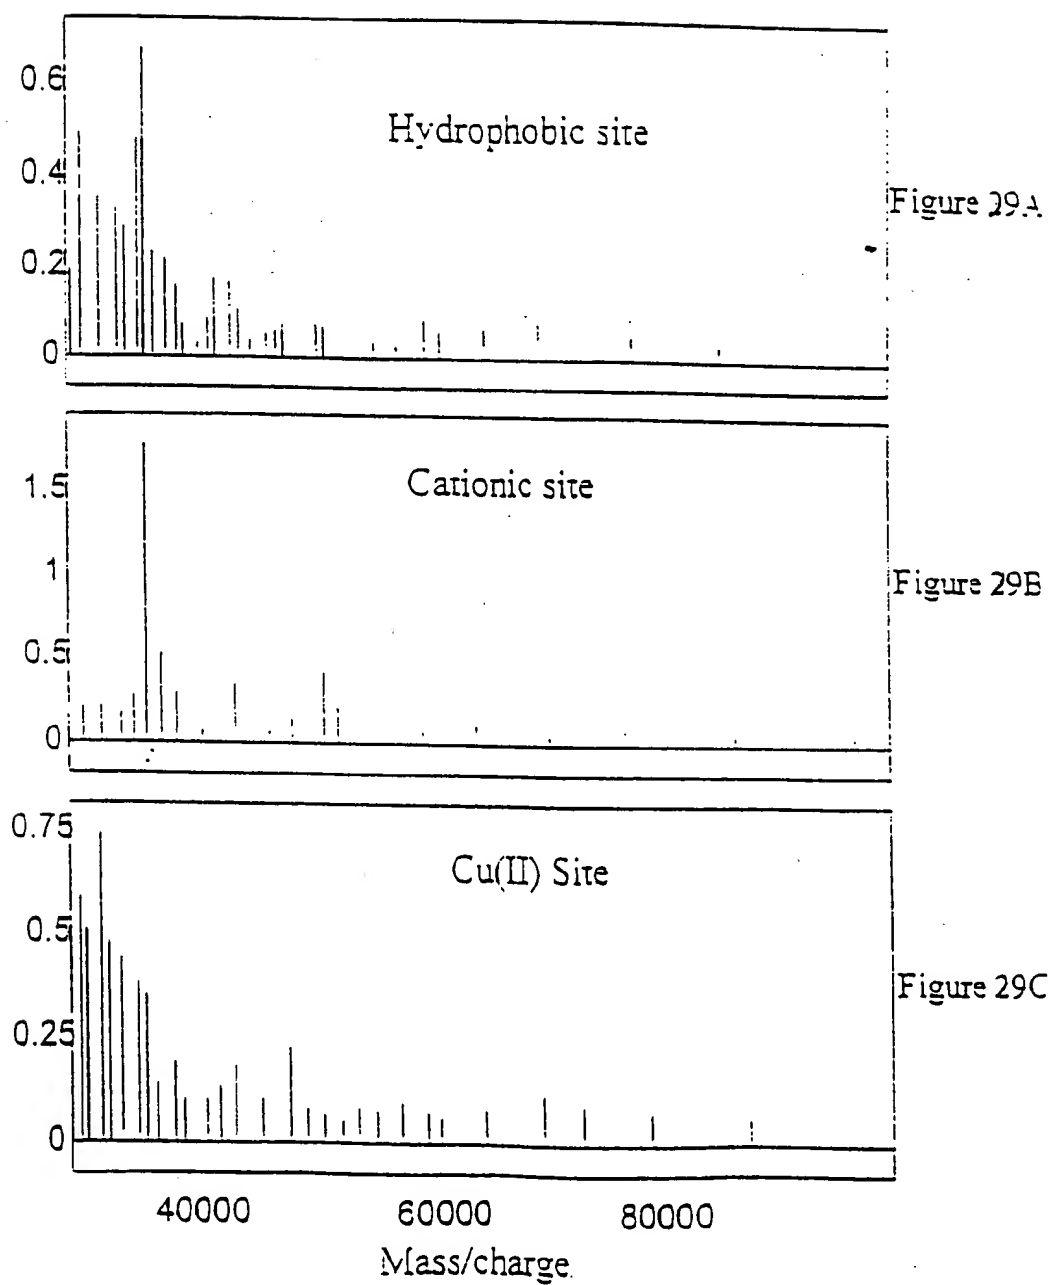 0.6
Hydrophobic site
0.4
Figure 29A
0.2
0
1.5
Cationic site
1
Figure 29B
0.5
0
0.75
Cu(II) Site
0.5
Figure 29C
0.25
0
40000 60000 80000
Mass/charge